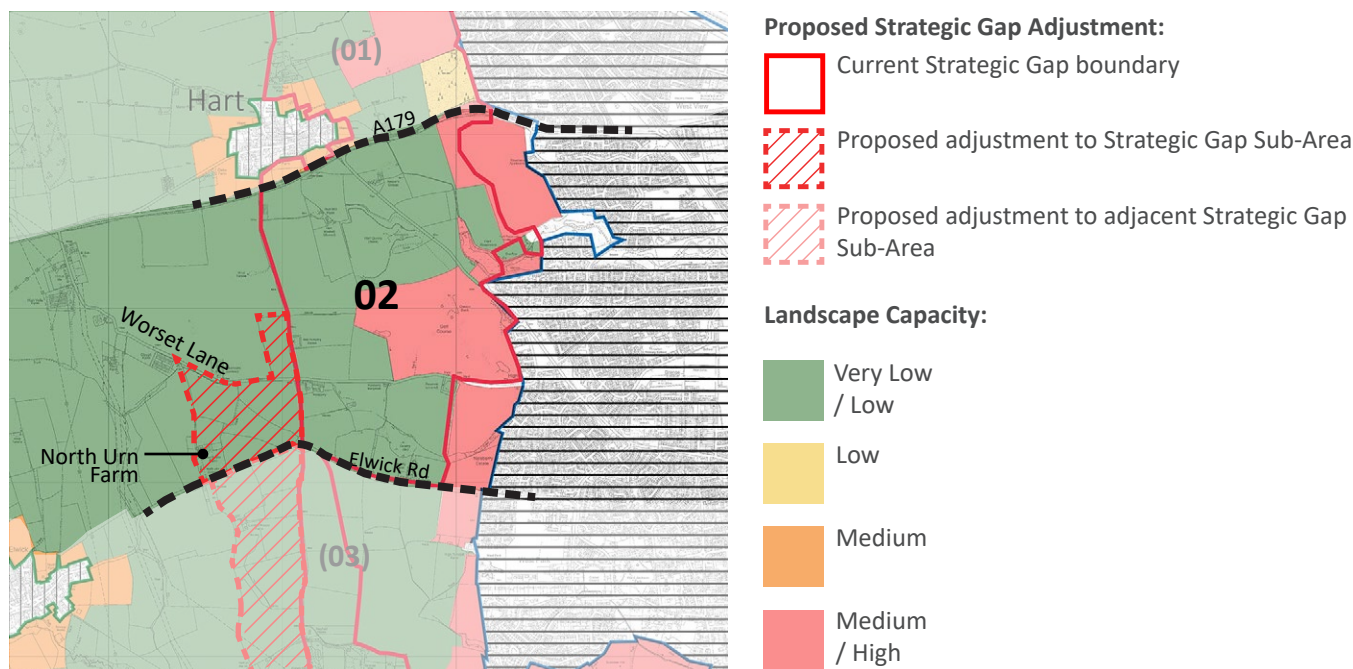 (01)
Hart
A179
02
Worset Lane
North Urn
Farm
Elwick Rd
(03)
Proposed Strategic Gap Adjustment:
Current Strategic Gap boundary
Proposed adjustment to Strategic Gap Sub-Area
Proposed adjustment to adjacent Strategic Gap
Sub-Area
Landscape Capacity:
Very Low
/ Low
Low
Medium
Medium
/ High